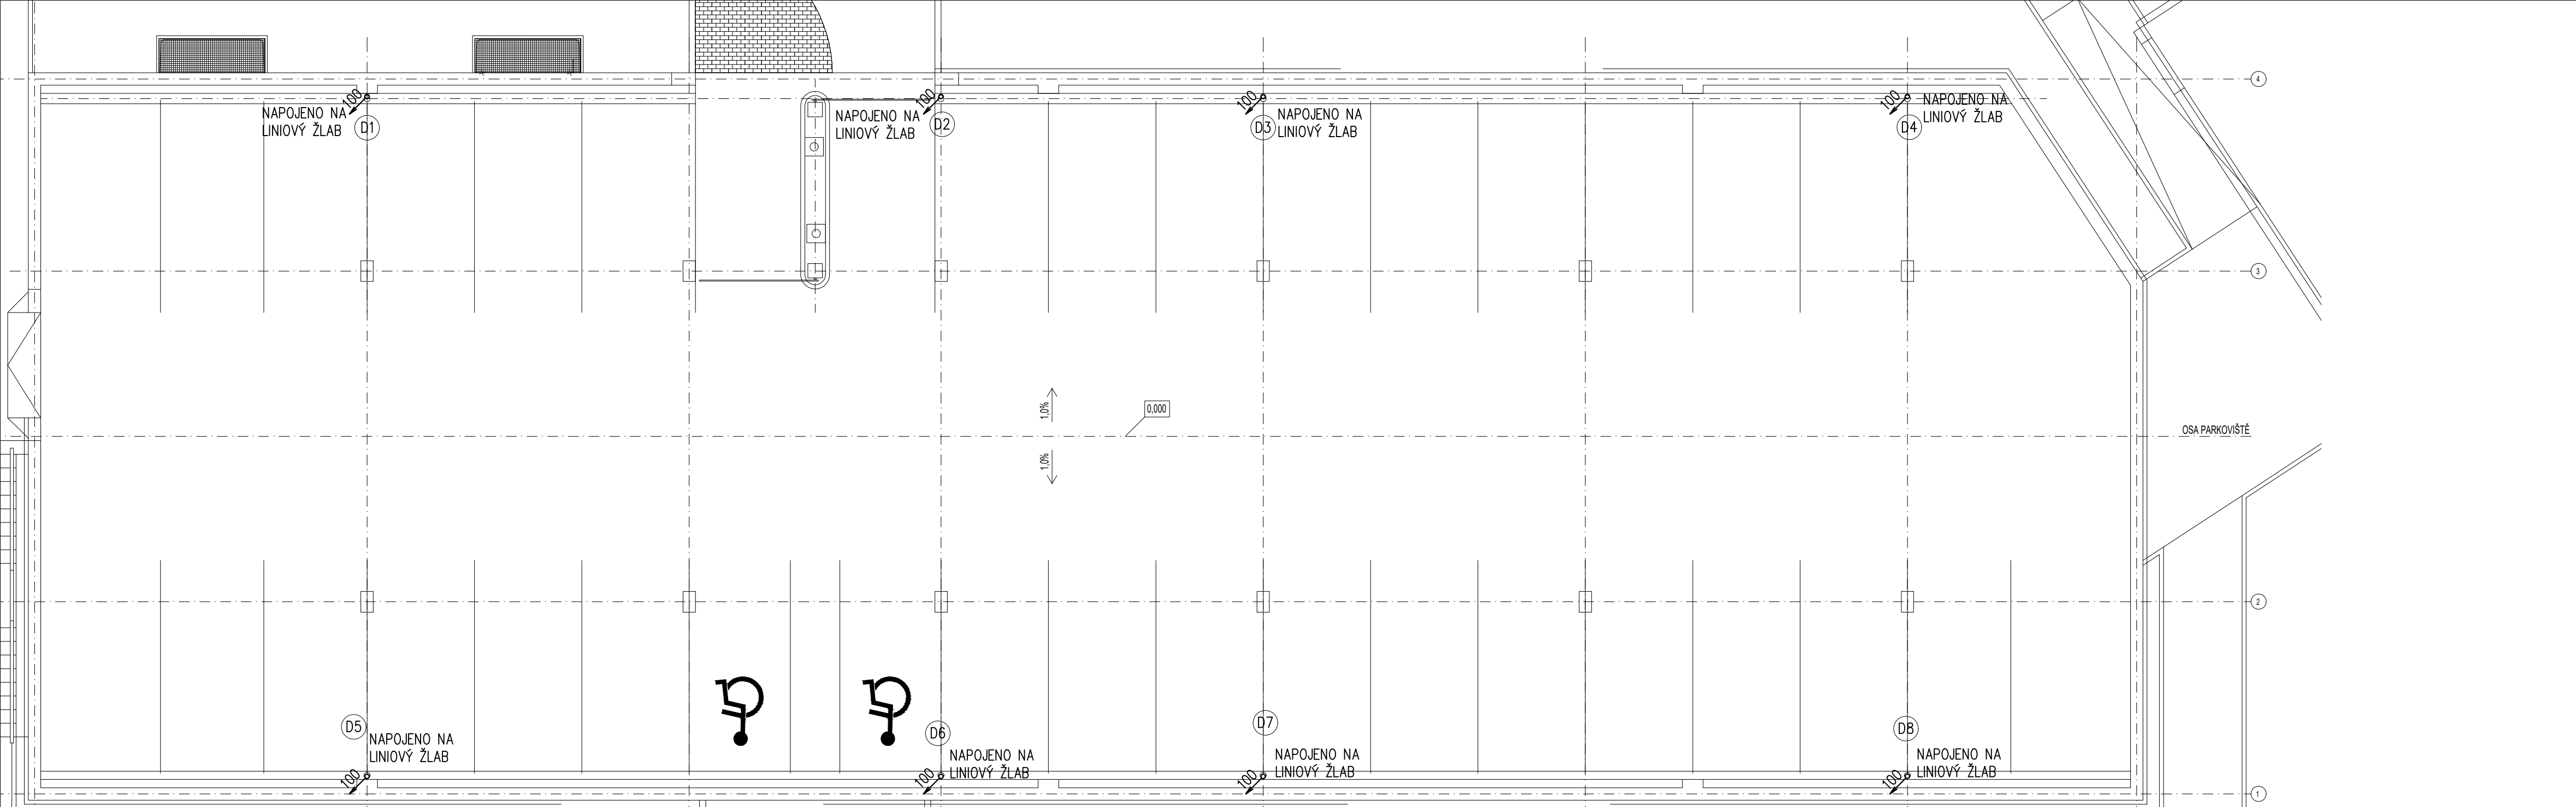 4
100
NAPOJENO NA
LINIOVÝ ŽLAB
D1
100
NAPOJENO NA
LINIOVÝ ŽLAB
D2
100
NAPOJENO NA
LINIOVÝ ŽLAB
D3
100
NAPOJENO NA
LINIOVÝ ŽLAB
D4
3
1,0%
0,000
OSA PARKOVIŠTĚ
1,0%
2
D5
NAPOJENO NA
LINIOVÝ ŽLAB
100
D6
NAPOJENO NA
LINIOVÝ ŽLAB
100
D7
NAPOJENO NA
LINIOVÝ ŽLAB
100
D8
NAPOJENO NA
LINIOVÝ ŽLAB
100
1